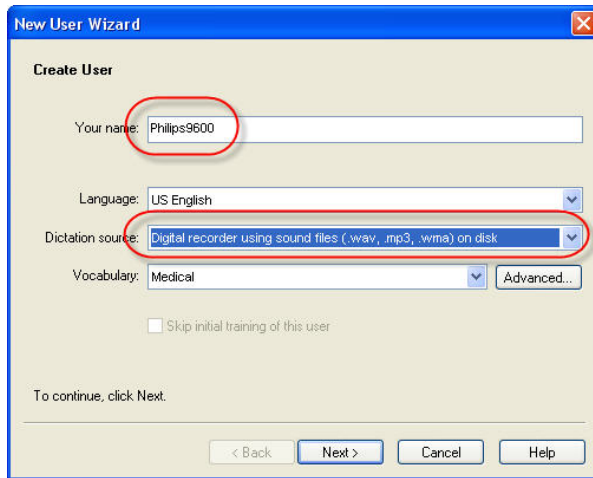 New User Wizard
Create User
Your name: Philips9600
Language: US English
Dictation source: Digital recorder using sound files (.wav, .mp3, .wma) on disk
Vocabulary: Medical Advanced...
Skip initial training of this user
To continue, click Next.
< Back Next > Cancel Help